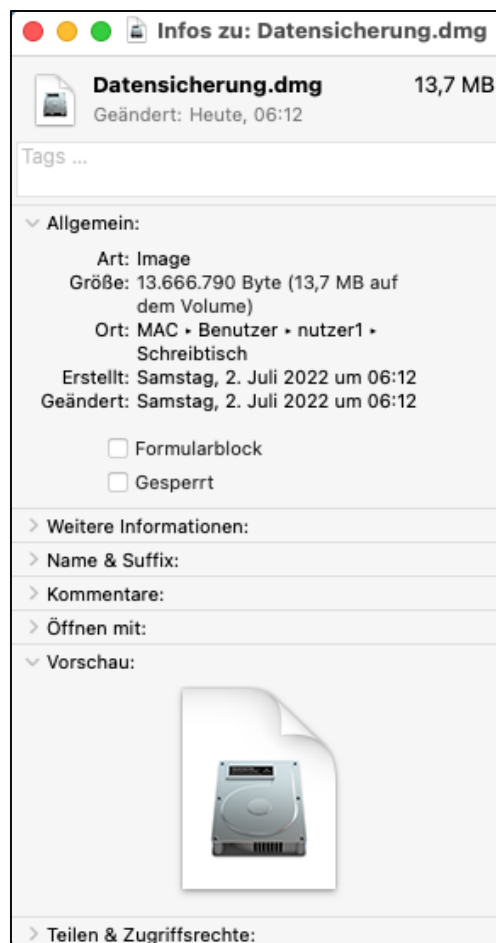 Infos zu: Datensicherung.dmg
Datensicherung.dmg 13,7 MB
Geändert: Heute, 06:12
Tags ...
Allgemein:
Art: Image
Größe: 13.666.790 Byte (13,7 MB auf
dem Volume)
Ort: MAC ▸ Benutzer ▸ nutzer1 ▸
Schreibtisch
Erstellt: Samstag, 2. Juli 2022 um 06:12
Geändert: Samstag, 2. Juli 2022 um 06:12
Formularblock
Gesperrt
Weitere Informationen:
Name & Suffix:
Kommentare:
Öffnen mit:
Vorschau:
Teilen & Zugriffsrechte: